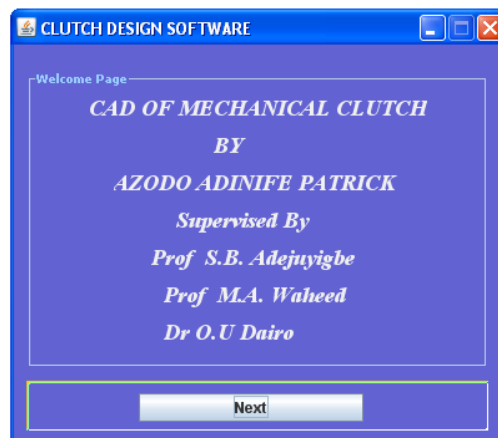 CLUTCH DESIGN SOFTWARE
Welcome Page
CAD OF MECHANICAL CLUTCH
BY
AZODO ADINIFE PATRICK
Supervised By
Prof S.B. Adejuyigbe
Prof M.A. Waheed
Dr O.U Dairo
Next